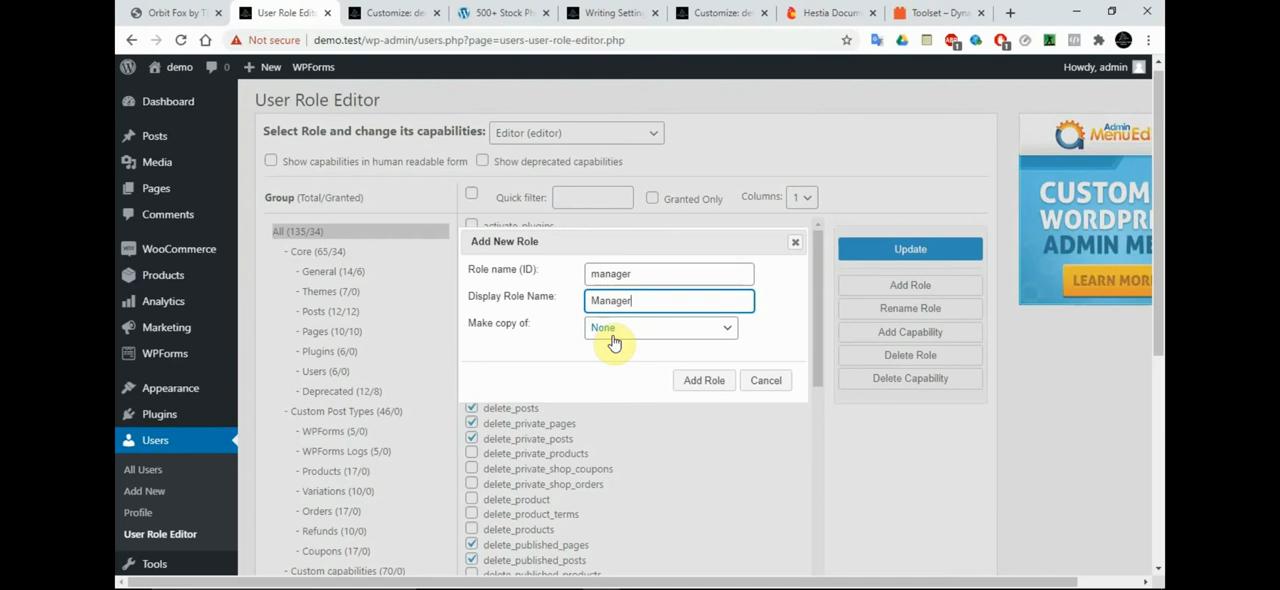 Orbit Fox by T
User Role Edit
Customize: de
500+ Stock Ph
Writing Settin
Customize: de
Hestia Docum
Toolset – Dyna
Not secure
demo.test/wp-admin/users.php?page=users-user-role-editor.php
1
1
demo
0
New
WPForms
Howdy, admin
Dashboard
Posts
Media
Pages
Comments
WooCommerce
Products
Analytics
Marketing
WPForms
Appearance
Plugins
Users
All Users
Add New
Profile
User Role Editor
Tools
User Role Editor
Select Role and change its capabilities:
Editor (editor)
Show capabilities in human readable form
Show deprecated capabilities
Group (Total/Granted)
Quick filter:
Granted Only
Columns:
1
All (135/34)
- Core (65/34)
- General (14/6)
- Themes (7/0)
- Posts (12/12)
- Pages (10/10)
- Plugins (6/0)
- Users (6/0)
- Deprecated (12/8)
- Custom Post Types (46/0)
- WPForms (5/0)
- WPForms Logs (5/0)
- Products (17/0)
- Variations (10/0)
- Orders (17/0)
- Refunds (10/0)
- Coupons (17/0)
- Custom capabilities (70/0)
activate_plugins
Add New Role
Role name (ID):
manager
Display Role Name:
Manager
Make copy of:
None
Add Role
Cancel
delete_posts
delete_private_pages
delete_private_posts
delete_private_products
delete_private_shop_coupons
delete_private_shop_orders
delete_product
delete_product_terms
delete_products
delete_published_pages
delete_published_posts
delete_published_products
Update
Add Role
Rename Role
Add Capability
Delete Role
Delete Capability
Admin
MenuEd
CUSTOM
WORDPR
ADMIN ME
LEARN MOR